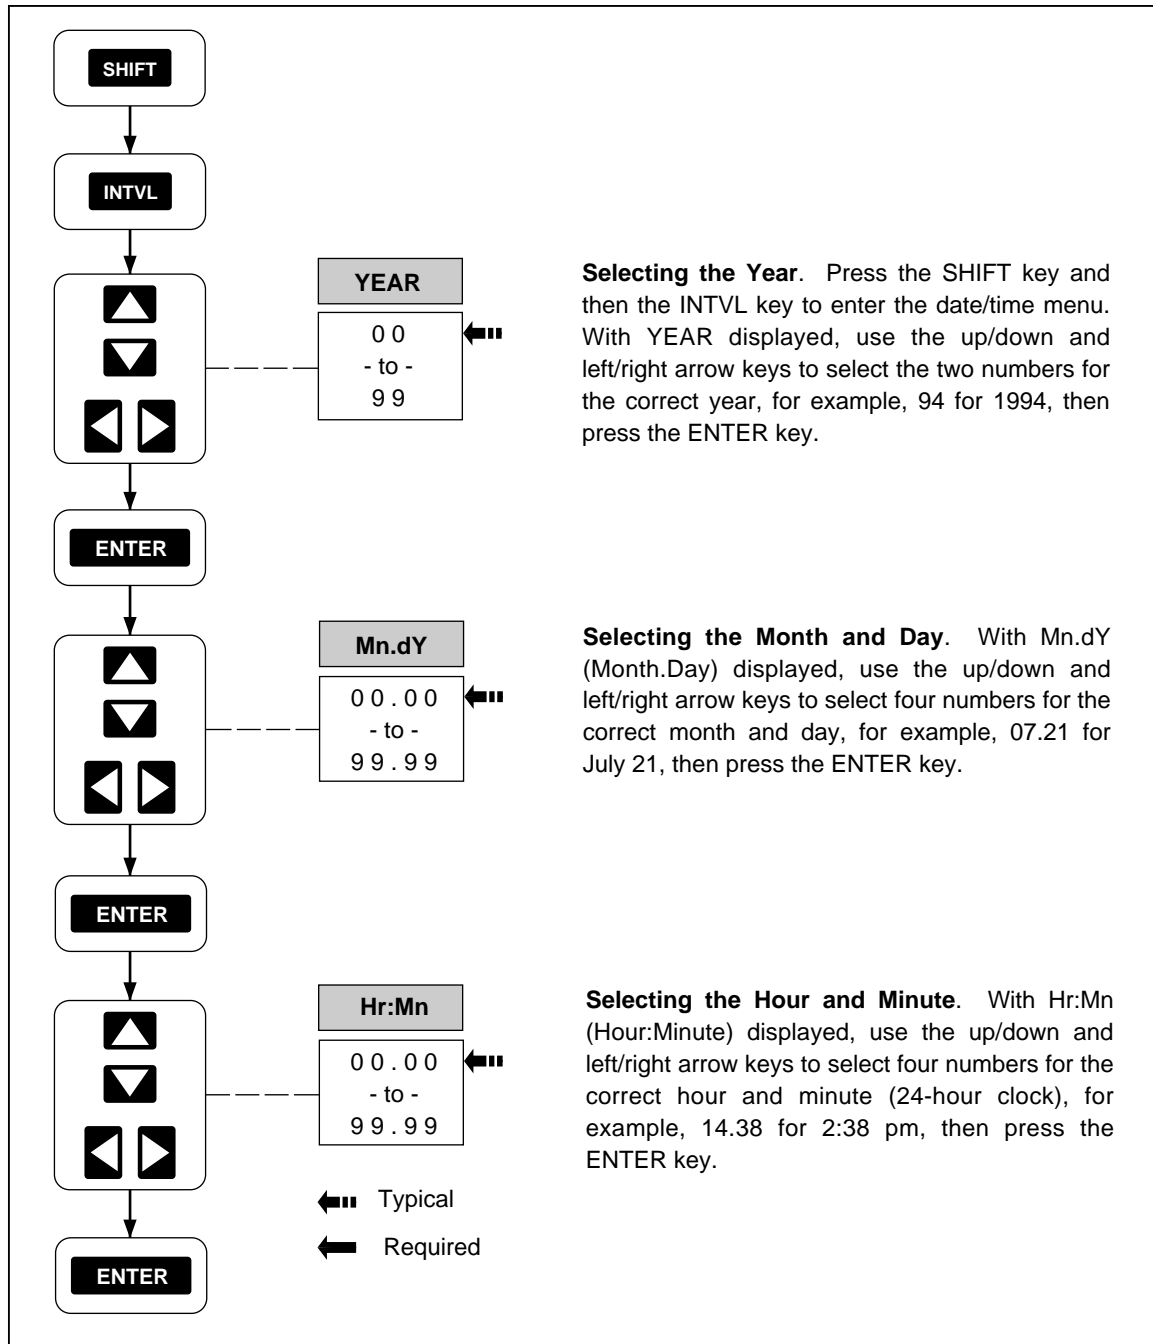 SHIFT
INTVL
YEAR
0 0
- to -
9 9
Selecting the Year. Press the SHIFT key and
then the INTVL key to enter the date/time menu.
With YEAR displayed, use the up/down and
left/right arrow keys to select the two numbers for
the correct year, for example, 94 for 1994, then
press the ENTER key.
ENTER
Mn.dY
0 0 . 0 0
- to -
9 9 . 9 9
Selecting the Month and Day. With Mn.dY
(Month.Day) displayed, use the up/down and
left/right arrow keys to select four numbers for the
correct month and day, for example, 07.21 for
July 21, then press the ENTER key.
ENTER
Hr:Mn
0 0 . 0 0
- to -
9 9 . 9 9
Selecting the Hour and Minute. With Hr:Mn
(Hour:Minute) displayed, use the up/down and
left/right arrow keys to select four numbers for the
correct hour and minute (24-hour clock), for
example, 14.38 for 2:38 pm, then press the
ENTER key.
Typical
Required
ENTER